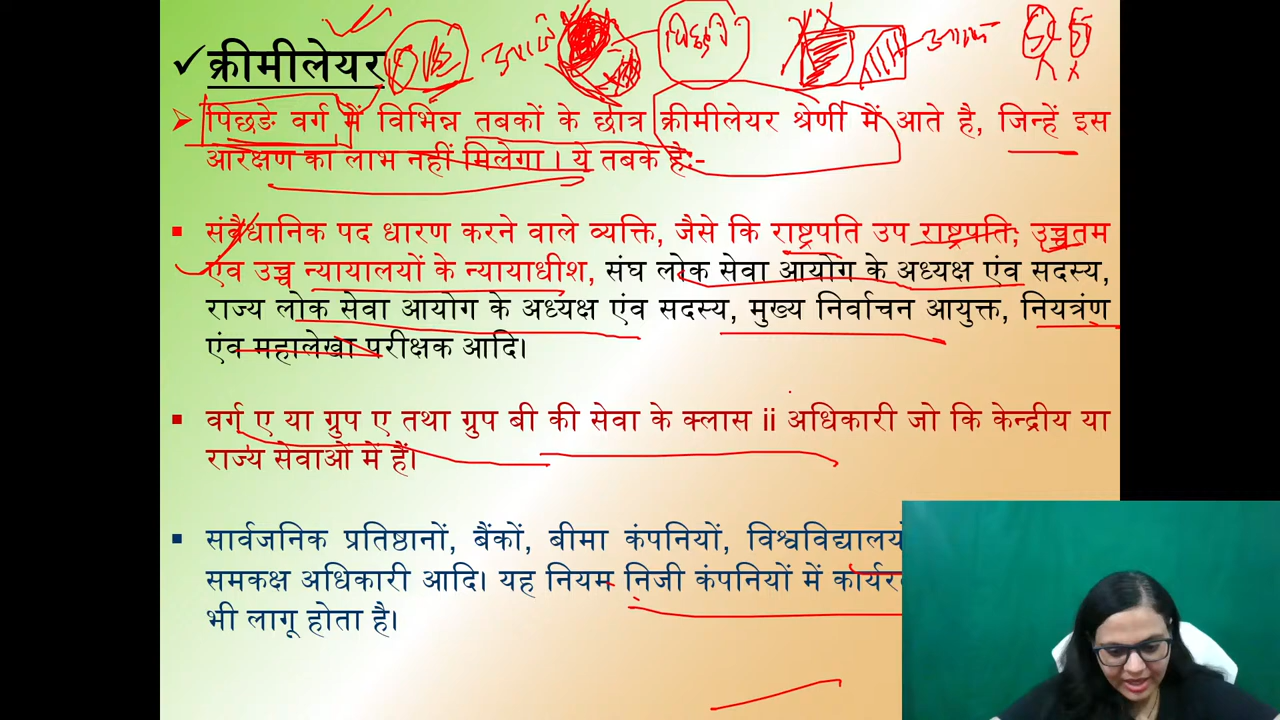 ✓ क्रीमीलेयर
पिछडे वर्ग में विभिन्न तबकों के छात्र क्रीमीलेयर श्रेणी में आते है, जिन्हें इस
आरक्षण का लाभ नहीं मिलेगा। ये तबके है:-
संवैधानिक पद धारण करने वाले व्यक्ति, जैसे कि राष्ट्रपति उप राष्ट्रपति, उच्चतम
एंव उच्च न्यायालयों के न्यायाधीश, संघ लोक सेवा आयोग के अध्यक्ष एंव सदस्य,
राज्य लोक सेवा आयोग के अध्यक्ष एंव सदस्य, मुख्य निर्वाचन आयुक्त, नियत्रंण
एंव महालेखा परीक्षक आदि।
वर्ग ए या ग्रुप ए तथा ग्रुप बी की सेवा के क्लास ii अधिकारी जो कि केन्द्रीय या
राज्य सेवाओं में हैं।
सार्वजनिक प्रतिष्ठानों, बैंकों, बीमा कंपनियों, विश्वविद्यालयों
समकक्ष अधिकारी आदि। यह नियम निजी कंपनियों में
भी लागू होता है।